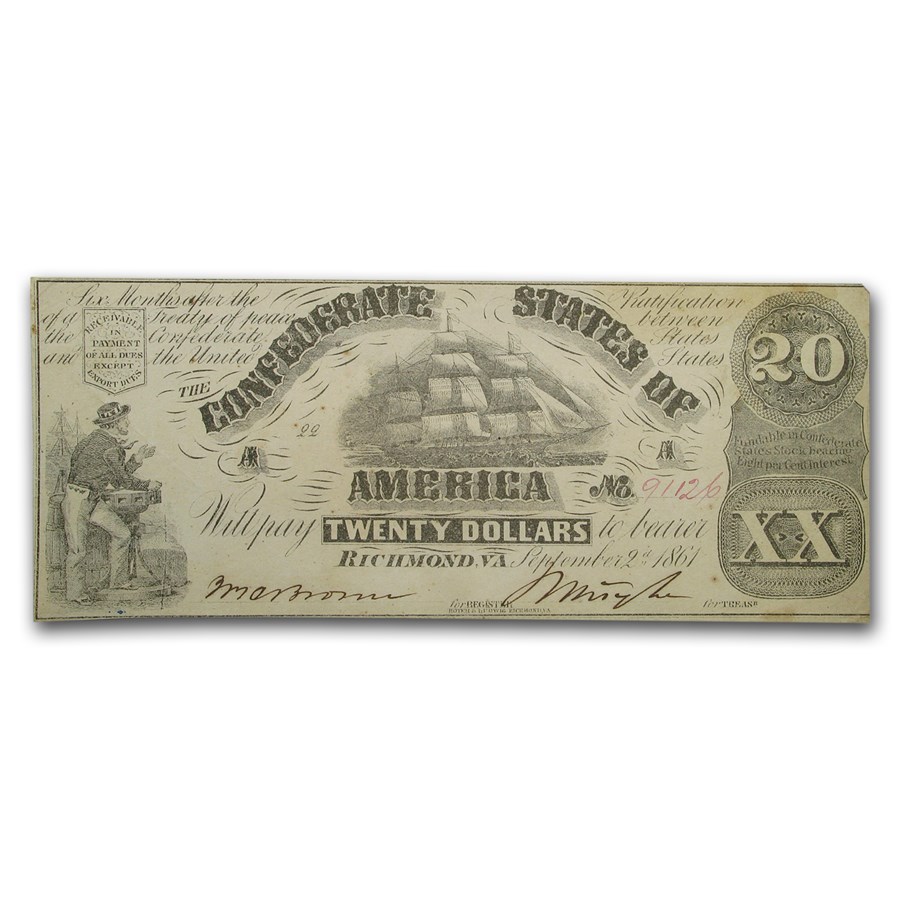 Six Months after the Ratification
of a Treaty of peace between
the Confederate States
and the United States
RECEIVABLE
IN
PAYMENT
OF ALL DUES
EXCEPT
EXPORT DUES
THE
CONFEDERATE STATES OF
AMERICA
20
22
A A
No. 91126
Fundable in Confederate
States Stock bearing
Eight per Cent interest
Will pay TWENTY DOLLARS to bearer
XX
RICHMOND, VA September 2d 1861
for REGISTER
for TREASR